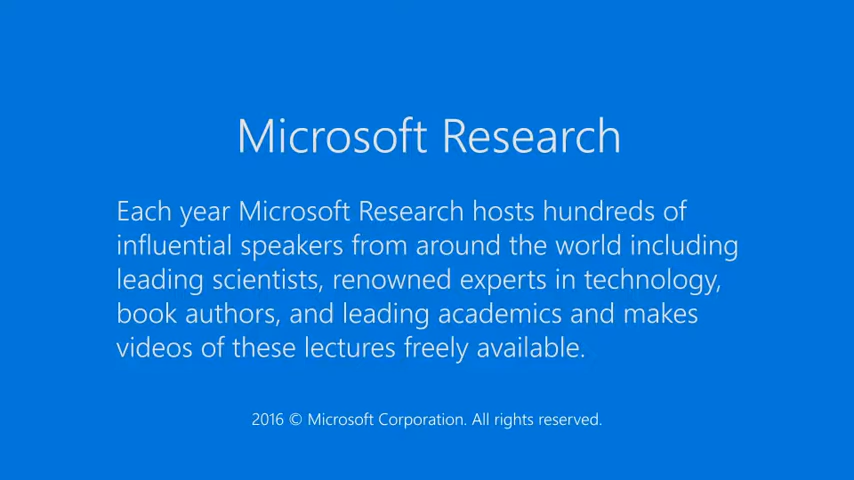 Microsoft Research
Each year Microsoft Research hosts hundreds of
influential speakers from around the world including
leading scientists, renowned experts in technology,
book authors, and leading academics and makes
videos of these lectures freely available.
2016 © Microsoft Corporation. All rights reserved.